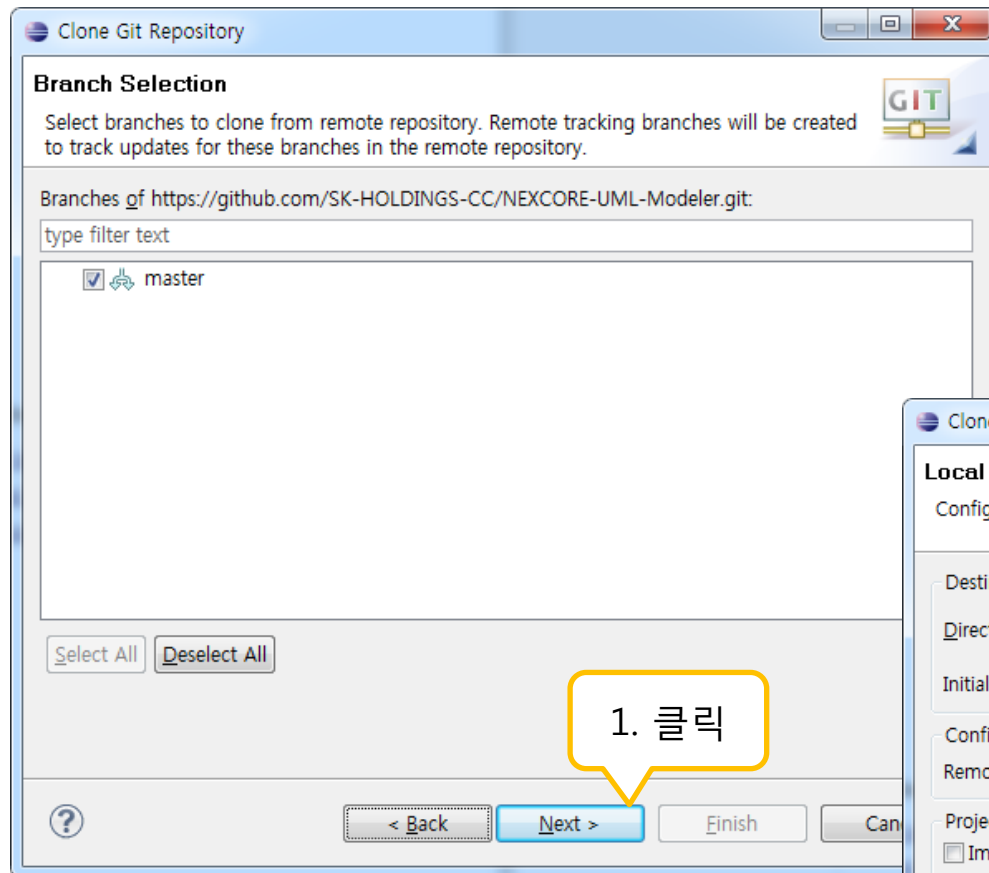 Clone Git Repository
Branch Selection
Select branches to clone from remote repository. Remote tracking branches will be created
to track updates for these branches in the remote repository.
GIT
Branches of https://github.com/SK-HOLDINGS-CC/NEXCORE-UML-Modeler.git:
type filter text
master
Select All
Deselect All
1. 클릭
?
< Back
Next >
Finish
Can
Clon
Local
Config
Desti
Direc
Initial
Confi
Remo
Proje
Im